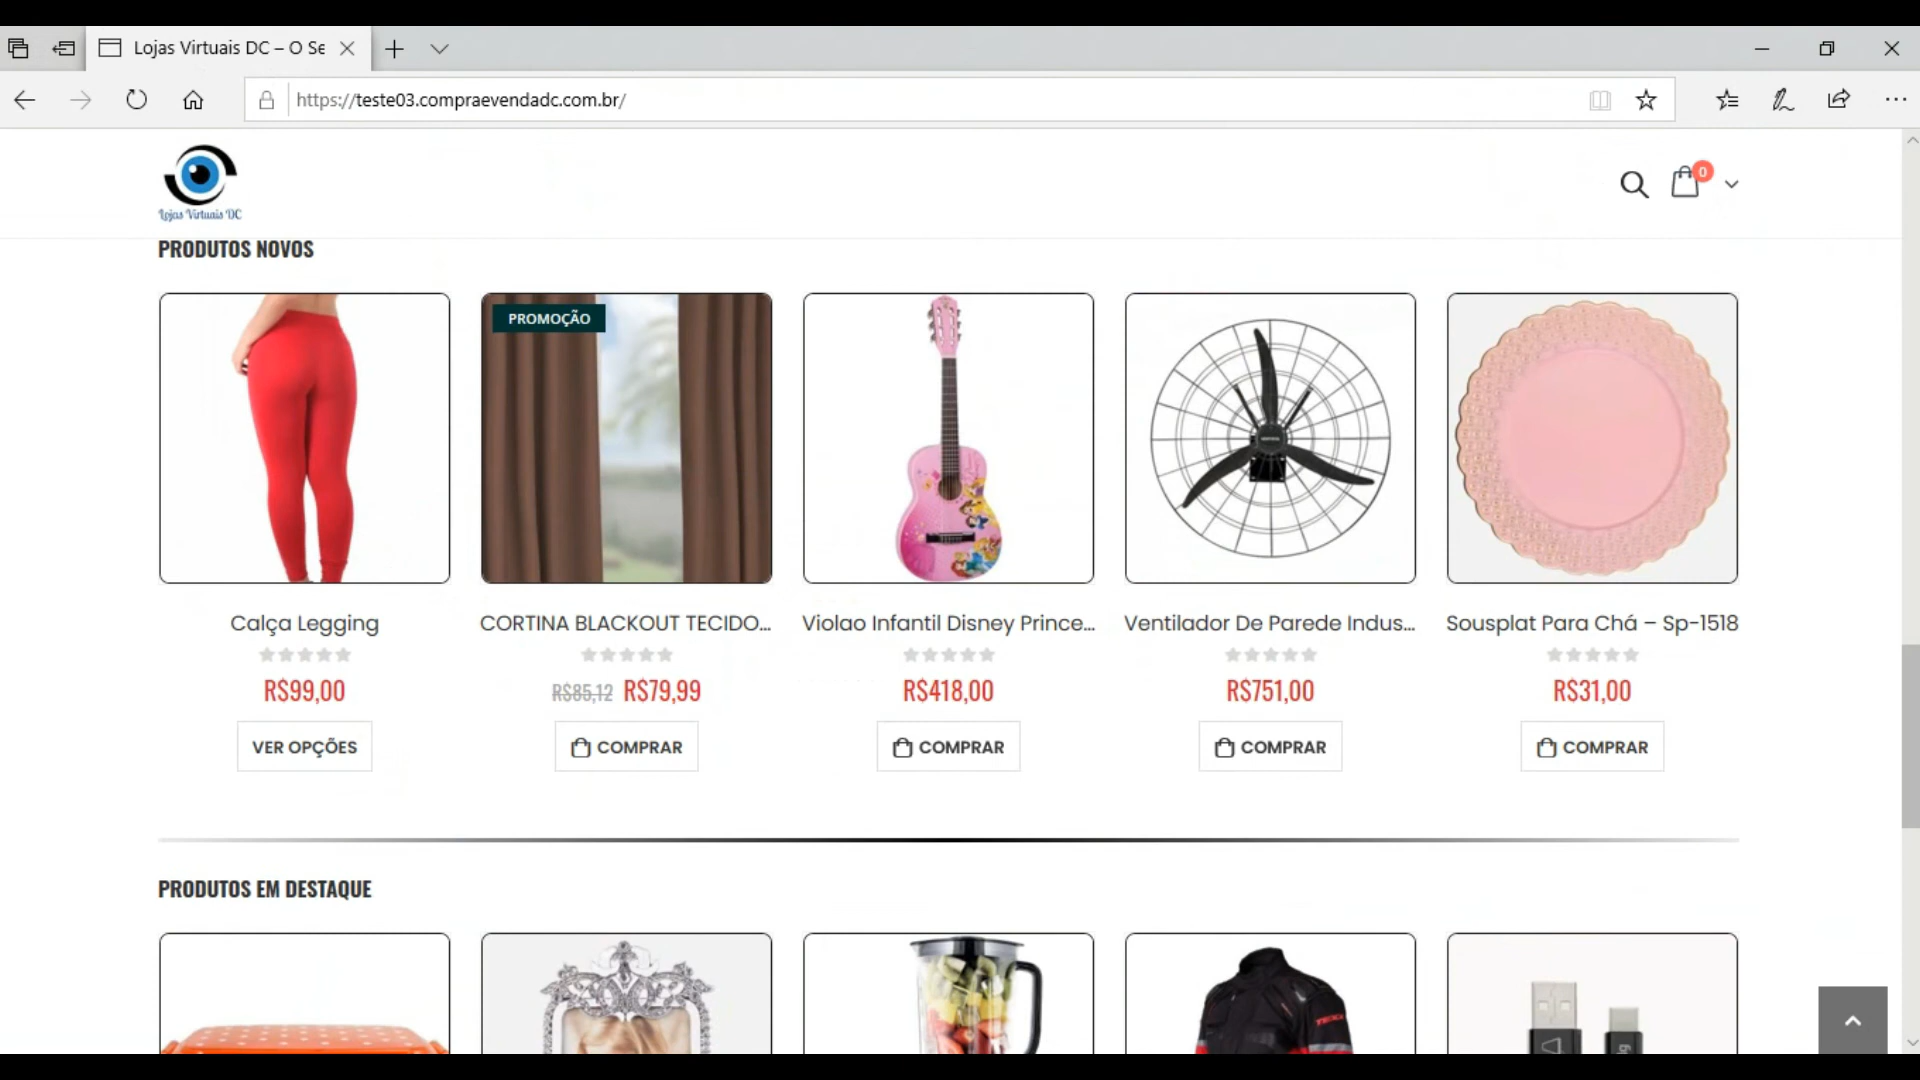 Lojas Virtuais DC – O Se
https://teste03.compraevendadc.com.br/
Lojas Virtuais DC
0
PRODUTOS NOVOS
PROMOÇÃO
Calça Legging
CORTINA BLACKOUT TECIDO...
Violao Infantil Disney Prince...
Ventilador De Parede Indus...
Sousplat Para Chá – Sp-1518
R$99,00
R$85,12 R$79,99
R$418,00
R$751,00
R$31,00
VER OPÇÕES
COMPRAR
COMPRAR
COMPRAR
COMPRAR
PRODUTOS EM DESTAQUE